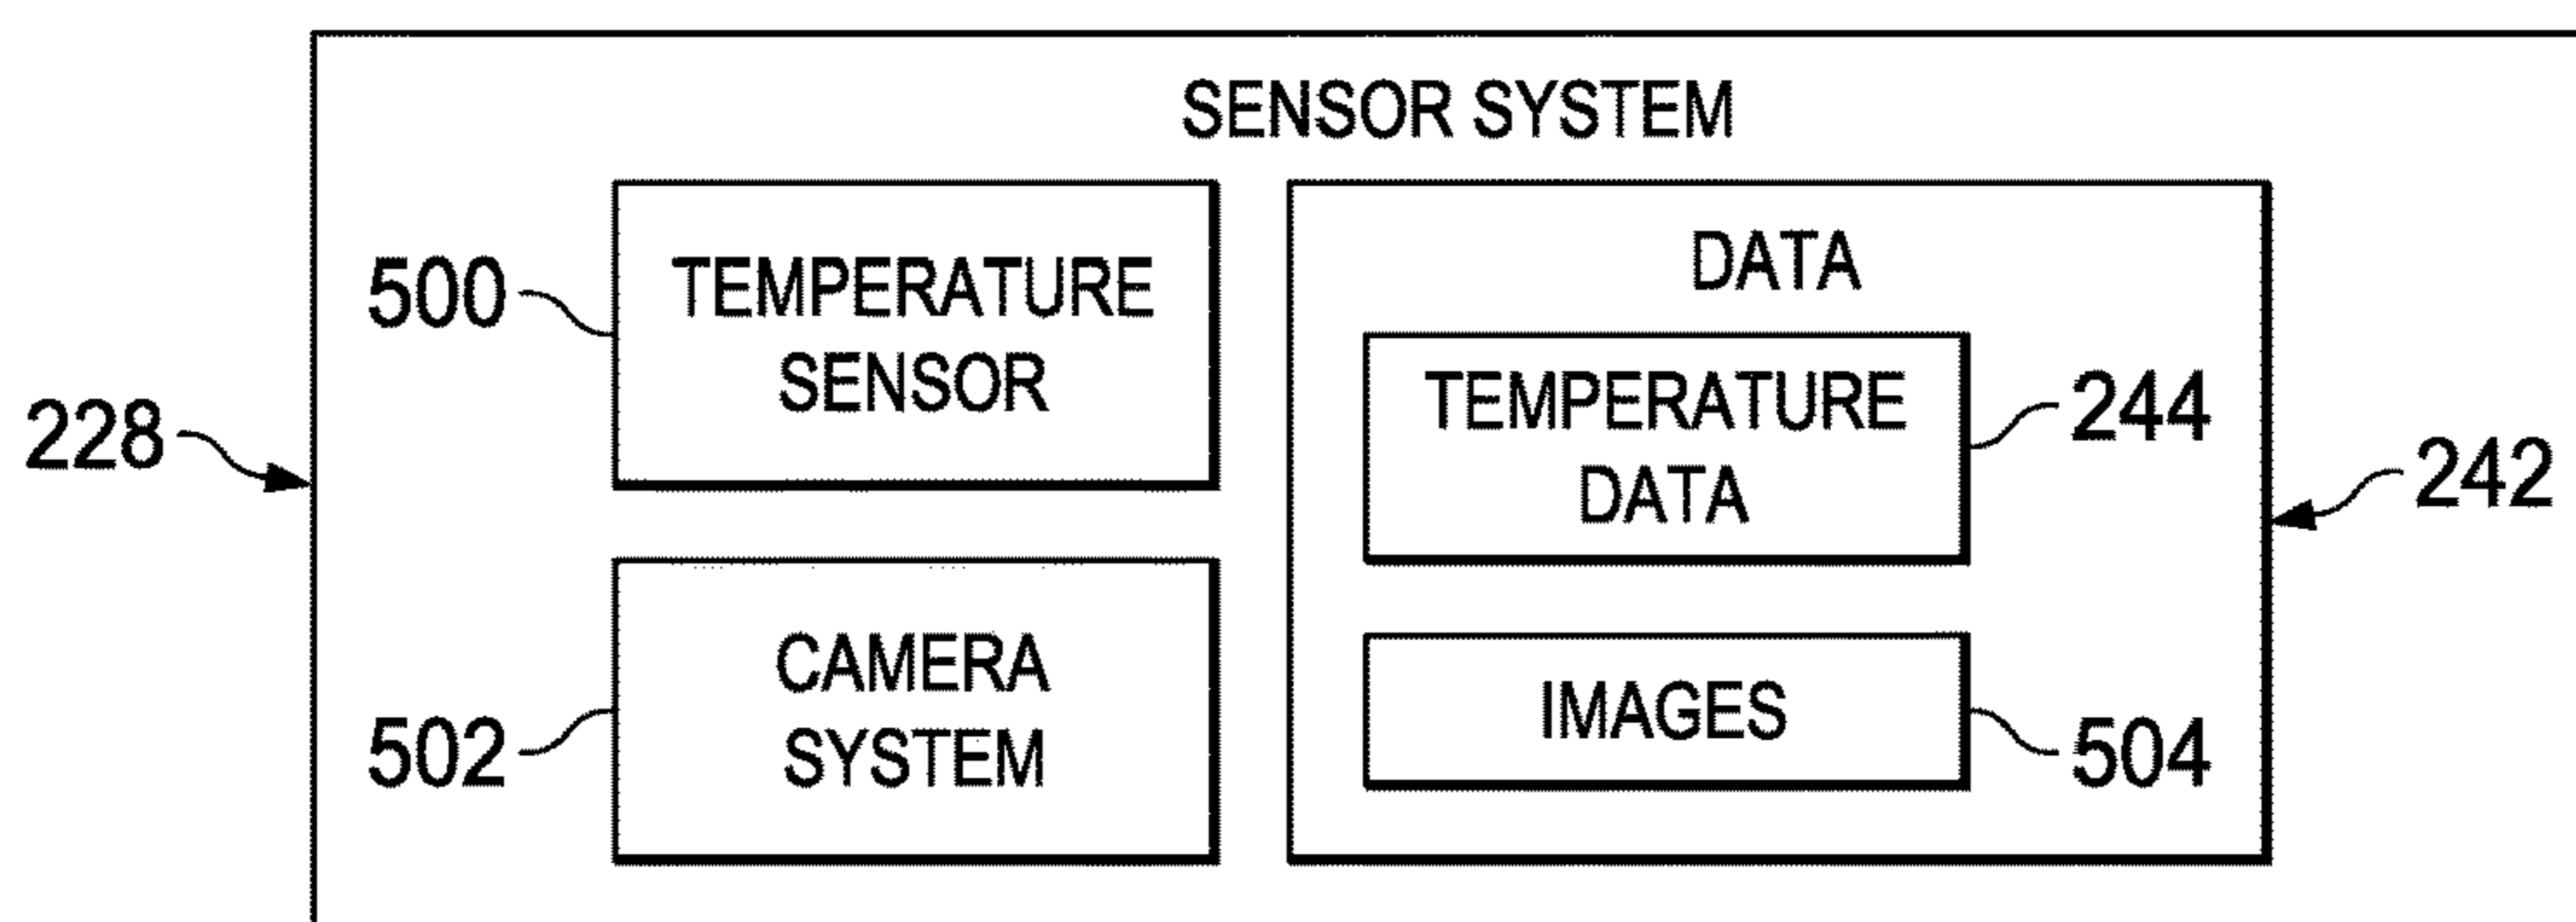 SENSOR SYSTEM
500
TEMPERATURE
SENSOR
228
502
CAMERA
SYSTEM
DATA
TEMPERATURE
DATA
244
242
IMAGES
504